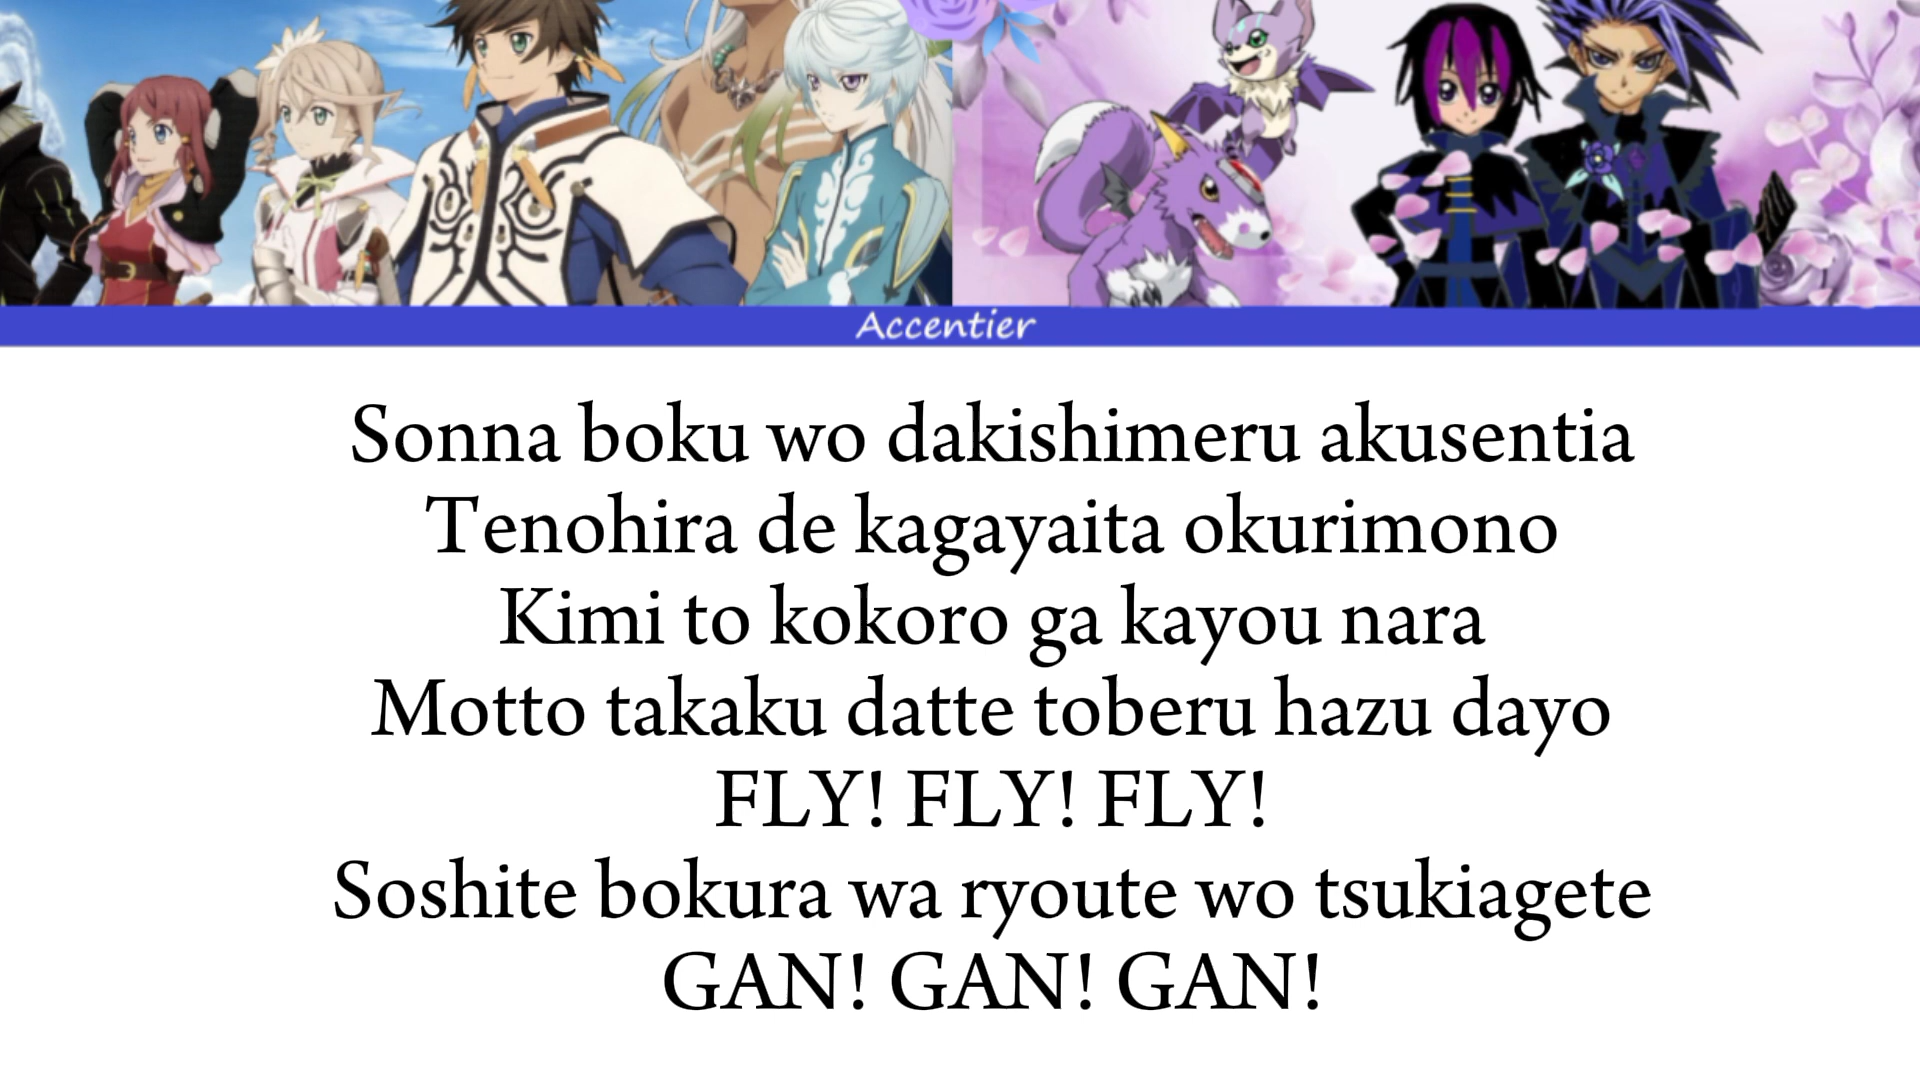 Accentier
Sonna boku wo dakishimeru akusentia
Tenohira de kagayaita okurimono
Kimi to kokoro ga kayou nara
Motto takaku datte toberu hazu dayo
FLY! FLY! FLY!
Soshite bokura wa ryoute wo tsukiagete
GAN! GAN! GAN!